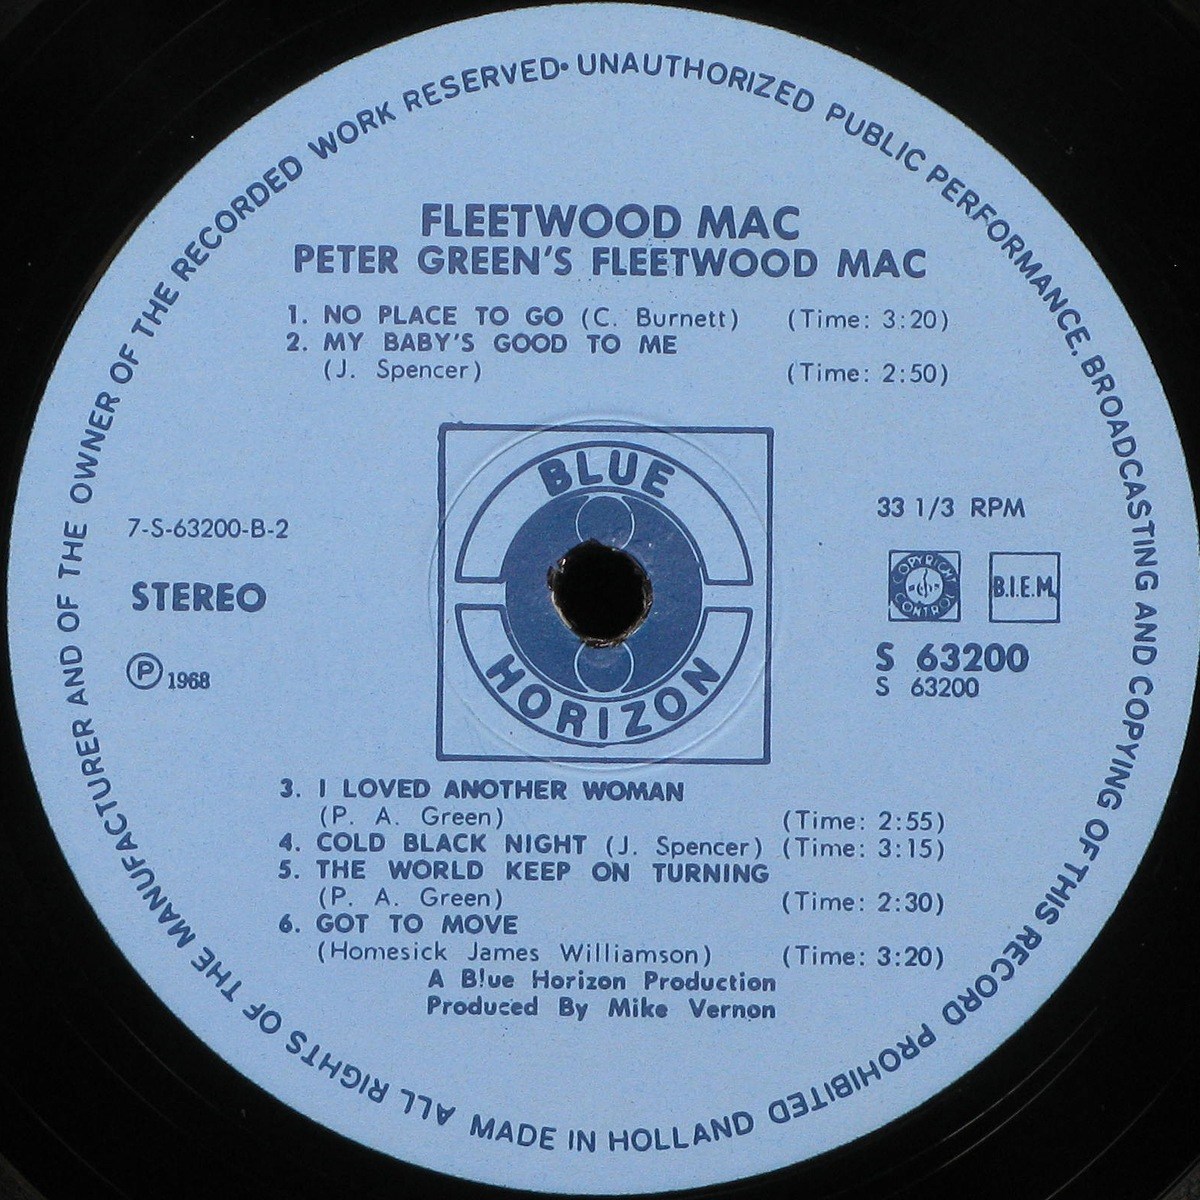 ALL RIGHTS OF THE MANUFACTURER AND OF THE OWNER OF THE RECORDED WORK RESERVED• UNAUTHORIZED PUBLIC PERFORMANCE, BROADCASTING AND COPYING OF THIS RECORD PROHIBITED
FLEETWOOD MAC
PETER GREEN'S FLEETWOOD MAC
1. NO PLACE TO GO (C. Burnett) (Time: 3:20)
2. MY BABY'S GOOD TO ME
(J. Spencer) (Time: 2:50)
BLUE
HORIZON
7-S-63200-B-2
STEREO
Ⓟ 1968
33 1/3 RPM
COPYRIGHT CONTROL
B.I.E.M.
S 63200
S 63200
3. I LOVED ANOTHER WOMAN
(P. A. Green) (Time: 2:55)
4. COLD BLACK NIGHT (J. Spencer) (Time: 3:15)
5. THE WORLD KEEP ON TURNING
(P. A. Green) (Time: 2:30)
6. GOT TO MOVE
(Homesick James Williamson) (Time: 3:20)
A B!ue Horizon Production
Produced By Mike Vernon
MADE IN HOLLAND